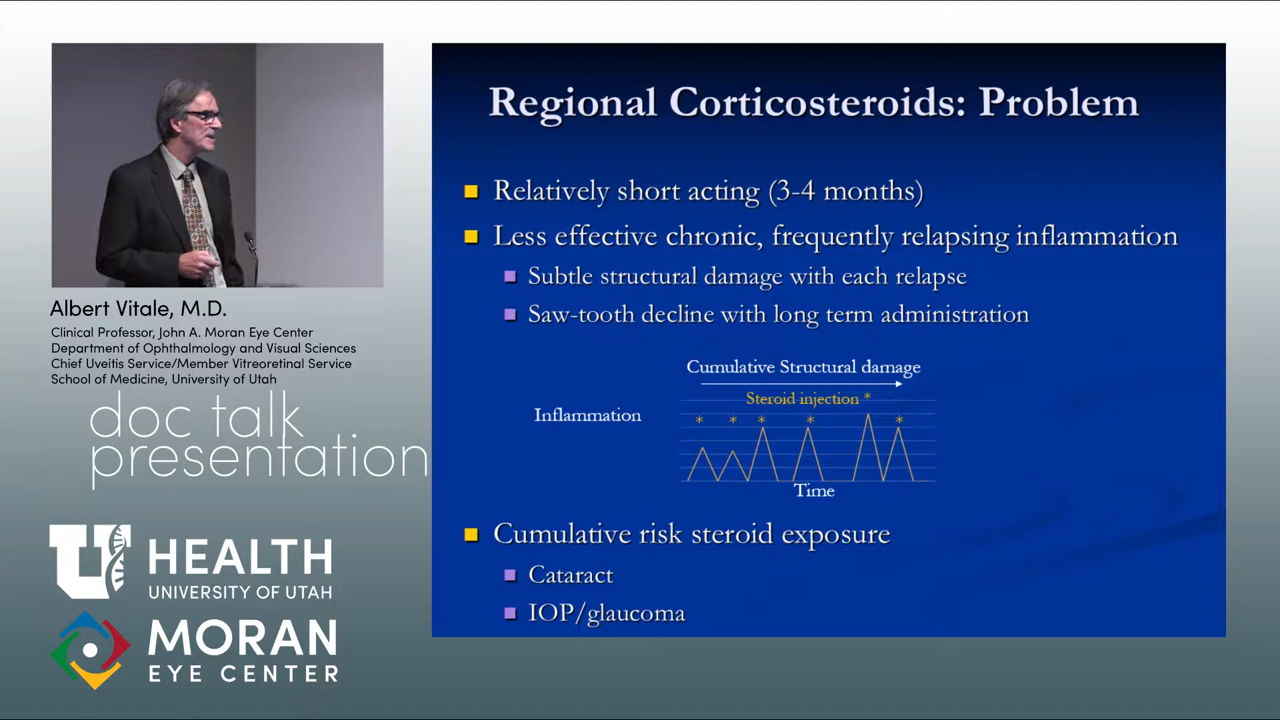 Regional Corticosteroids: Problem
Relatively short acting (3-4 months)
Less effective chronic, frequently relapsing inflammation
Subtle structural damage with each relapse
Saw-tooth decline with long term administration
Cumulative Structural damage
Steroid injection *
Inflammation
* * * * *
Time
Cumulative risk steroid exposure
Cataract
IOP/glaucoma
Albert Vitale, M.D.
Clinical Professor, John A. Moran Eye Center
Department of Ophthalmology and Visual Sciences
Chief Uveitis Service/Member Vitreoretinal Service
School of Medicine, University of Utah
doc talk
presentation
U HEALTH
UNIVERSITY OF UTAH
MORAN
EYE CENTER